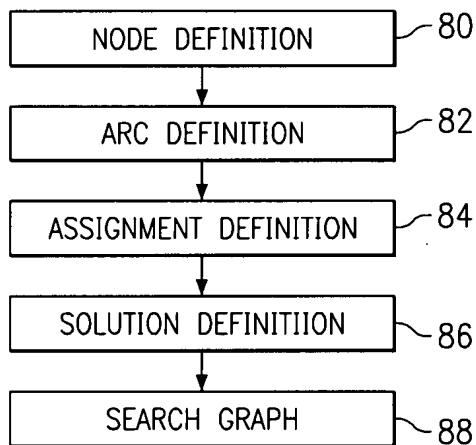 NODE DEFINITION 80
ARC DEFINITION 82
ASSIGNMENT DEFINITION 84
SOLUTION DEFINITIION 86
SEARCH GRAPH 88